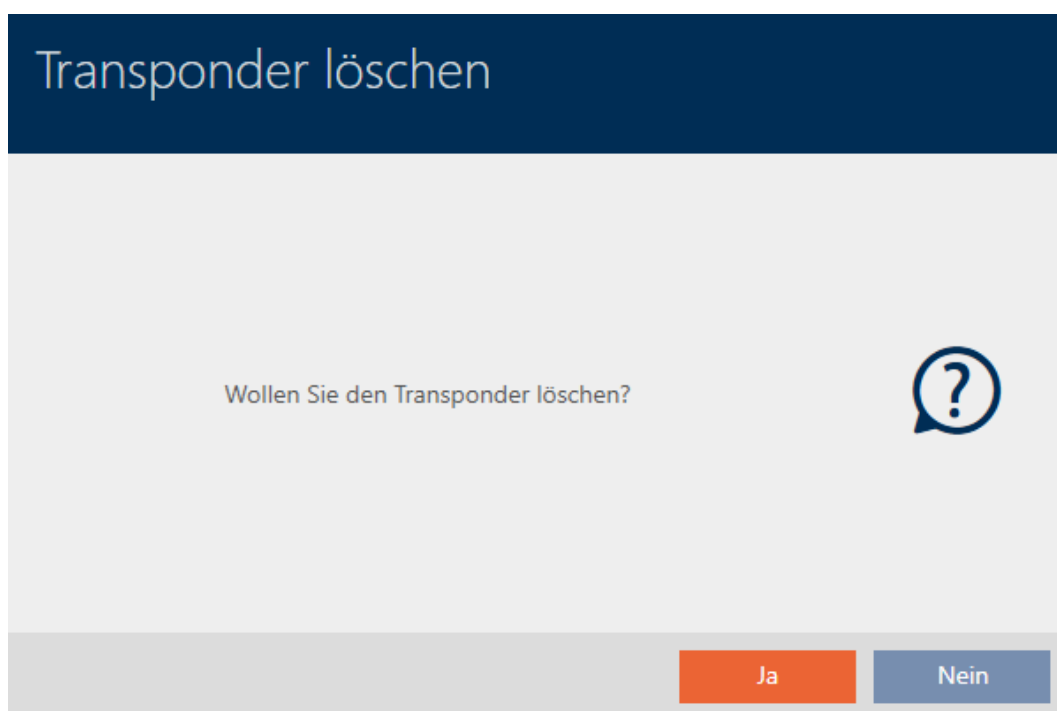 Transponder löschen
Wollen Sie den Transponder löschen?
?
Ja
Nein